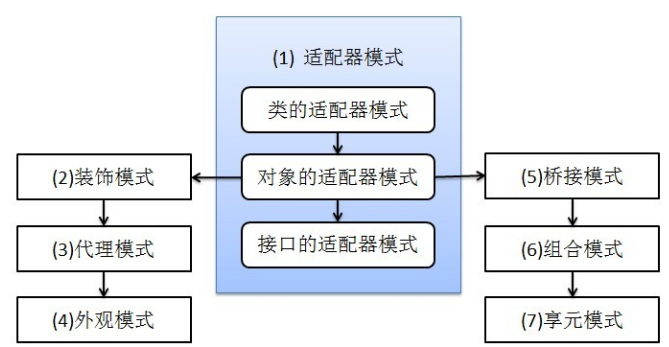 (1) 适配器模式
类的适配器模式
对象的适配器模式
接口的适配器模式
(2)装饰模式
(3)代理模式
(4)外观模式
(5)桥接模式
(6)组合模式
(7)享元模式